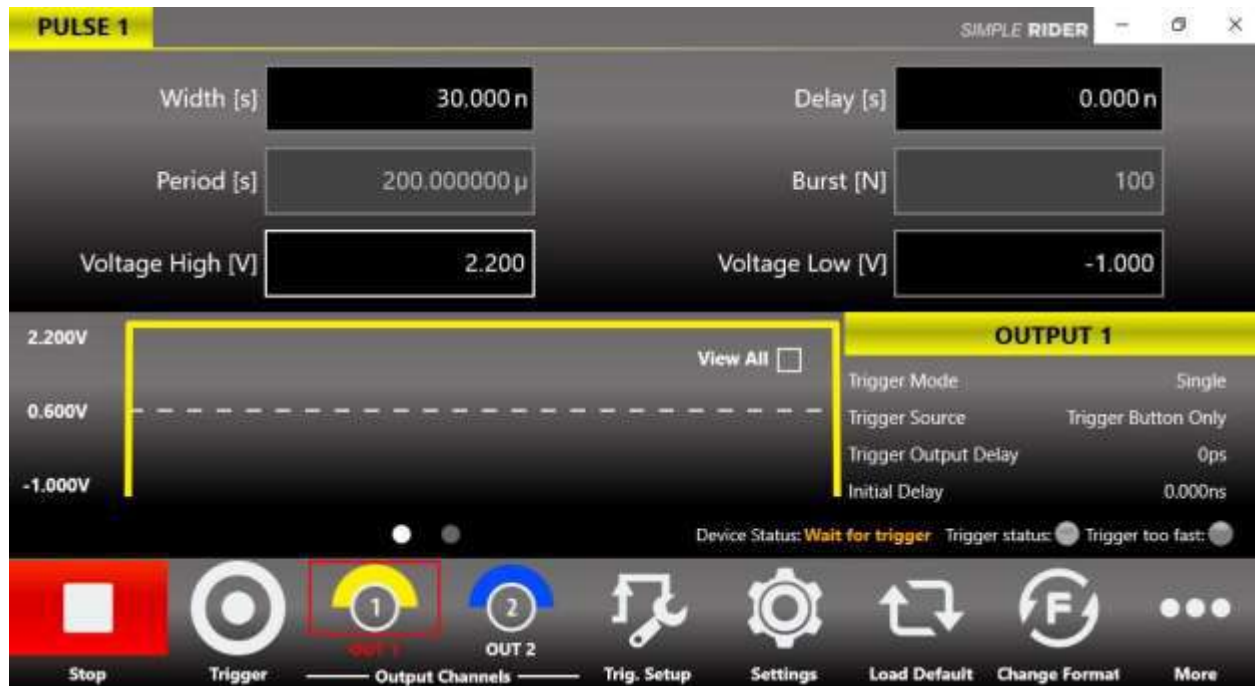 PULSE 1
SIMPLE RIDER
Width [s] 30.000 n Delay [s] 0.000 n
Period [s] 200.000000 μ Burst [N] 100
Voltage High [V] 2.200 Voltage Low [V] -1.000
2.200V
View All
0.600V
-1.000V
OUTPUT 1
Trigger Mode Single
Trigger Source Trigger Button Only
Trigger Output Delay 0ps
Initial Delay 0.000ns
Device Status: Wait for trigger Trigger status: Trigger too fast:
1 2 F
OUT 1 OUT 2
Stop Trigger Output Channels Trig. Setup Settings Load Default Change Format More